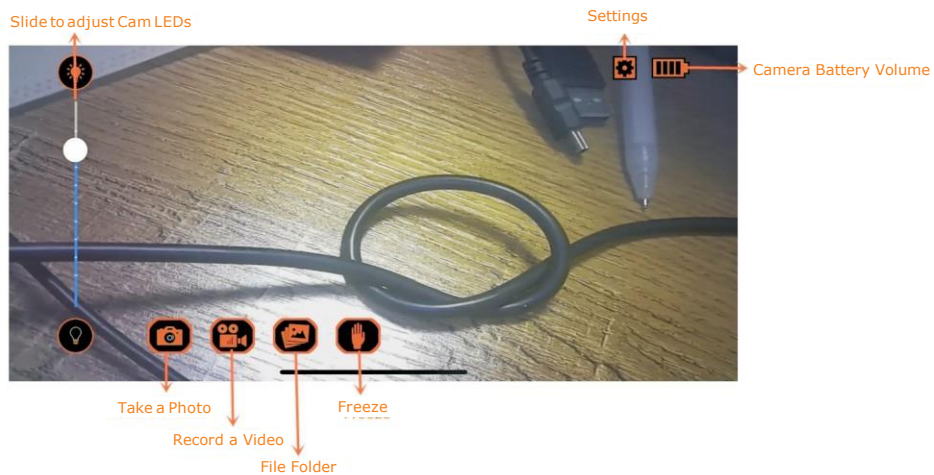 Slide to adjust Cam LEDs
Settings
Camera Battery Volume
Take a Photo
Freeze
Record a Video
File Folder